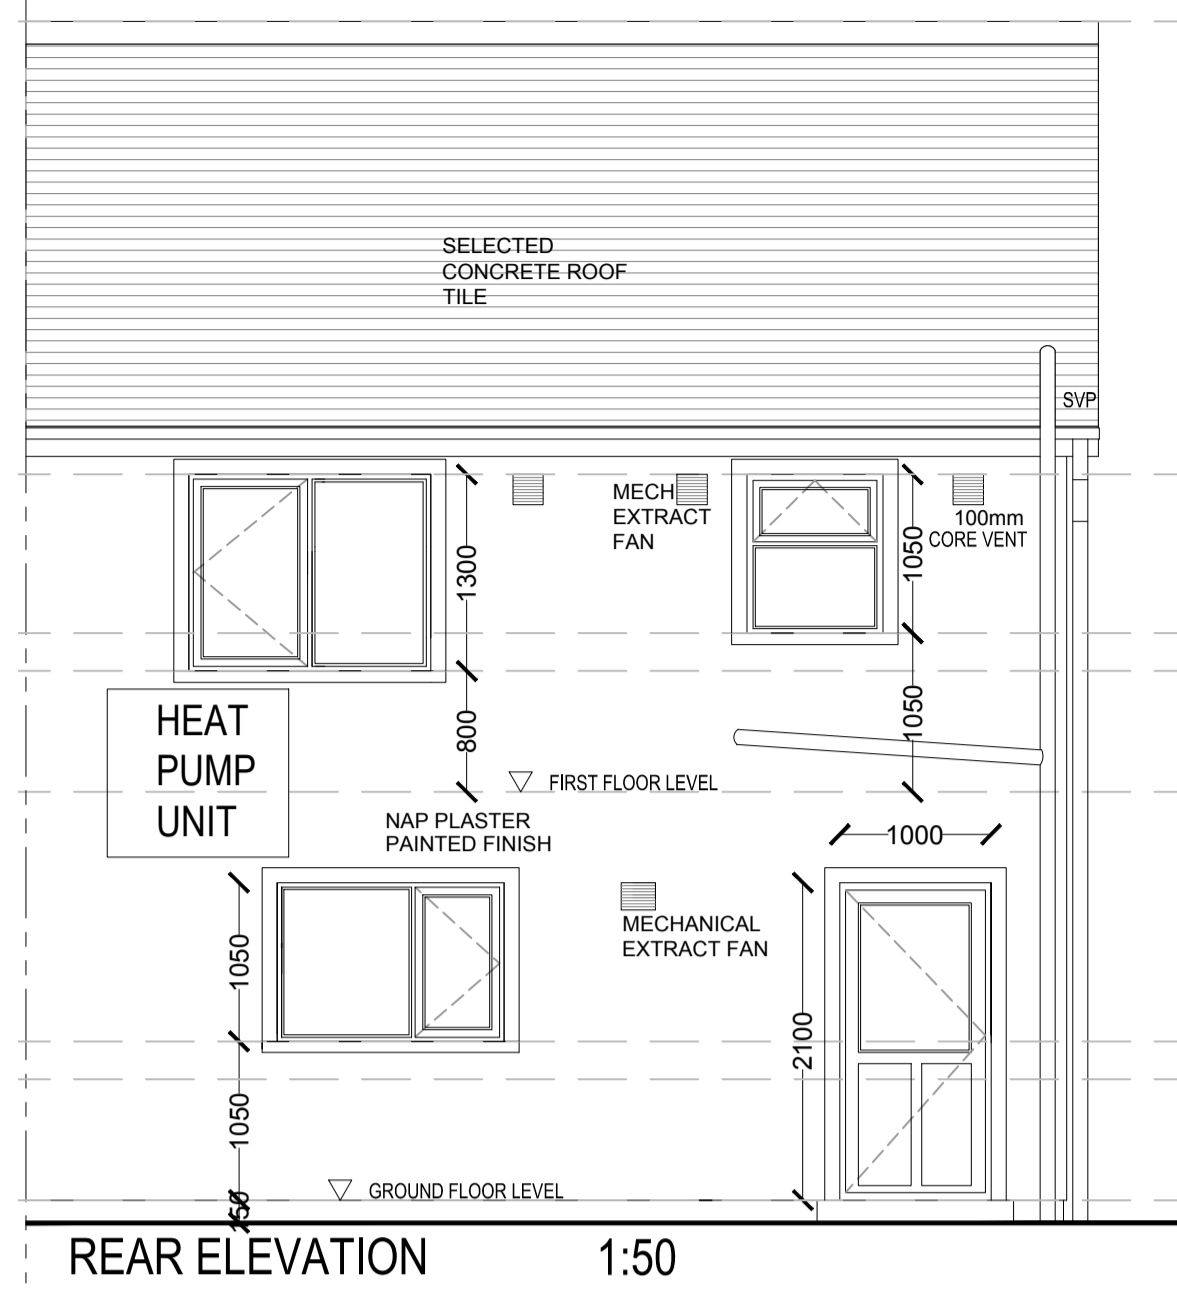 SELECTED
CONCRETE ROOF
TILE
SVP
MECH
EXTRACT
FAN
100mm
CORE VENT
1300
1050
HEAT
PUMP
UNIT
800
1050
FIRST FLOOR LEVEL
NAP PLASTER
PAINTED FINISH
1000
MECHANICAL
EXTRACT FAN
1050
2100
1050
GROUND FLOOR LEVEL
150
REAR ELEVATION 1:50